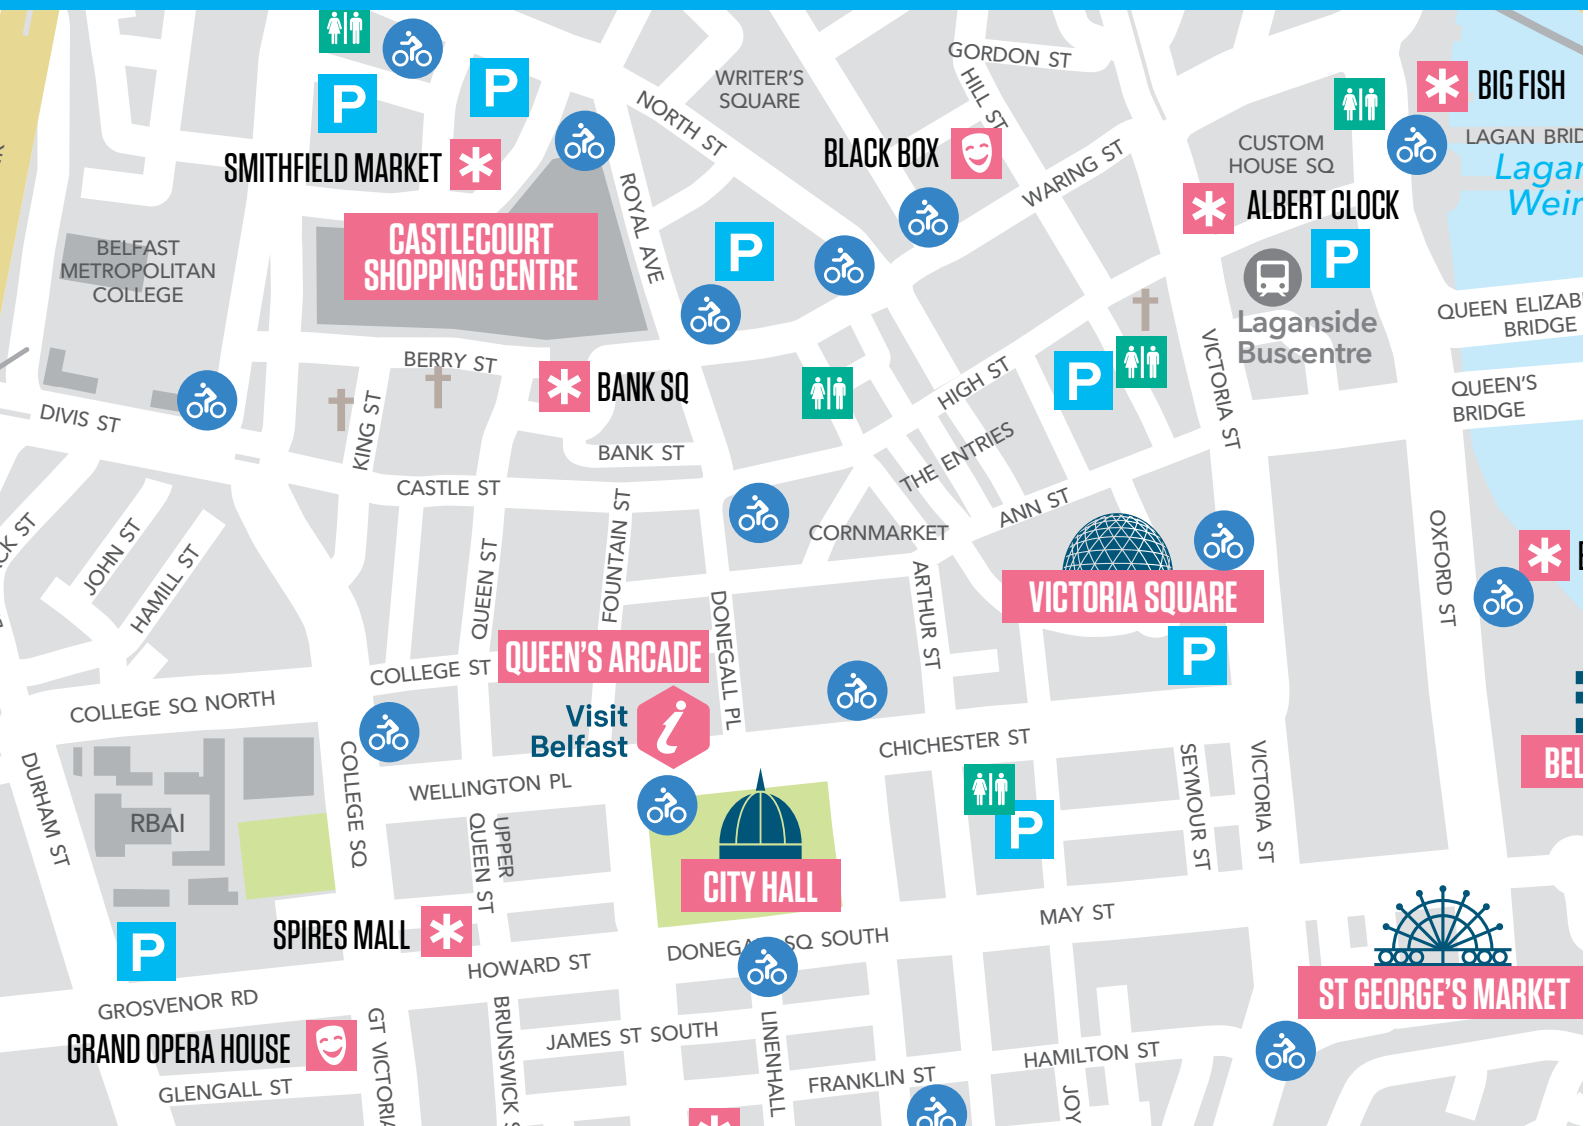 GORDON ST
WRITER'S
SQUARE
HILL ST
BIG FISH
P
P
NORTH ST
SMITHFIELD MARKET
BLACK BOX
WARING ST
CUSTOM
HOUSE SQ
LAGAN BRID
Lagan
Weir
ALBERT CLOCK
ROYAL AVE
CASTLECOURT
SHOPPING CENTRE
BELFAST
METROPOLITAN
COLLEGE
P
P
Laganside
Buscentre
QUEEN ELIZAB
BRIDGE
VICTORIA ST
BERRY ST
BANK SQ
HIGH ST
P
QUEEN'S
BRIDGE
DIVIS ST
KING ST
BANK ST
THE ENTRIES
CASTLE ST
FOUNTAIN ST
ANN ST
CORNMARKET
OXFORD ST
CK ST
JOHN ST
HAMILL ST
QUEEN ST
ARTHUR ST
VICTORIA SQUARE
DONEGALL PL
QUEEN'S ARCADE
P
COLLEGE ST
COLLEGE SQ NORTH
Visit
Belfast
i
CHICHESTER ST
DURHAM ST
COLLEGE SQ
WELLINGTON PL
SEYMOUR ST
VICTORIA ST
BEL
RBAI
UPPER
QUEEN ST
P
CITY HALL
MAY ST
SPIRES MALL
P
DONEGA
SQ SOUTH
HOWARD ST
ST GEORGE'S MARKET
GROSVENOR RD
GRAND OPERA HOUSE
GT VICTORIA
BRUNSWICK S
JAMES ST SOUTH
LINENHALL
HAMILTON ST
FRANKLIN ST
GLENGALL ST
JOY